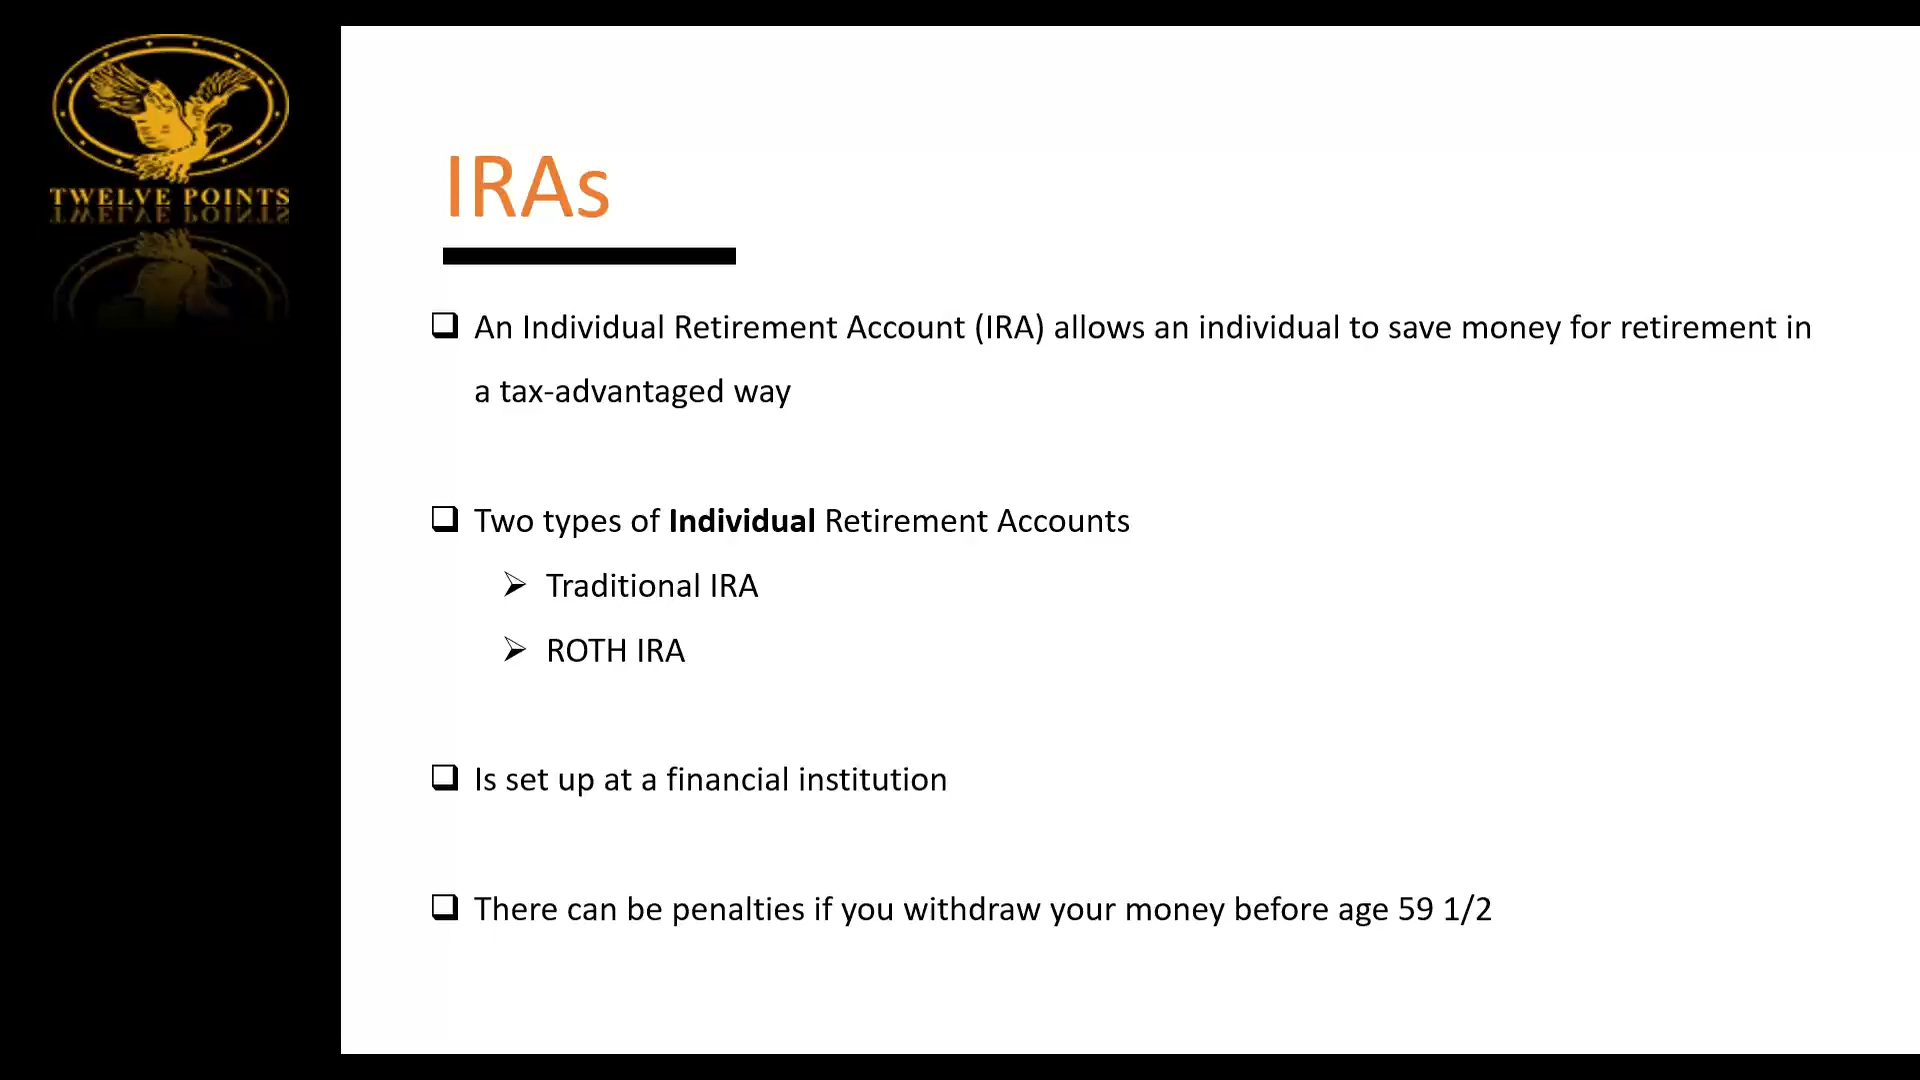 TWELVE POINTS
IRAs
An Individual Retirement Account (IRA) allows an individual to save money for retirement in
a tax-advantaged way
Two types of Individual Retirement Accounts
Traditional IRA
ROTH IRA
Is set up at a financial institution
There can be penalties if you withdraw your money before age 59 1/2